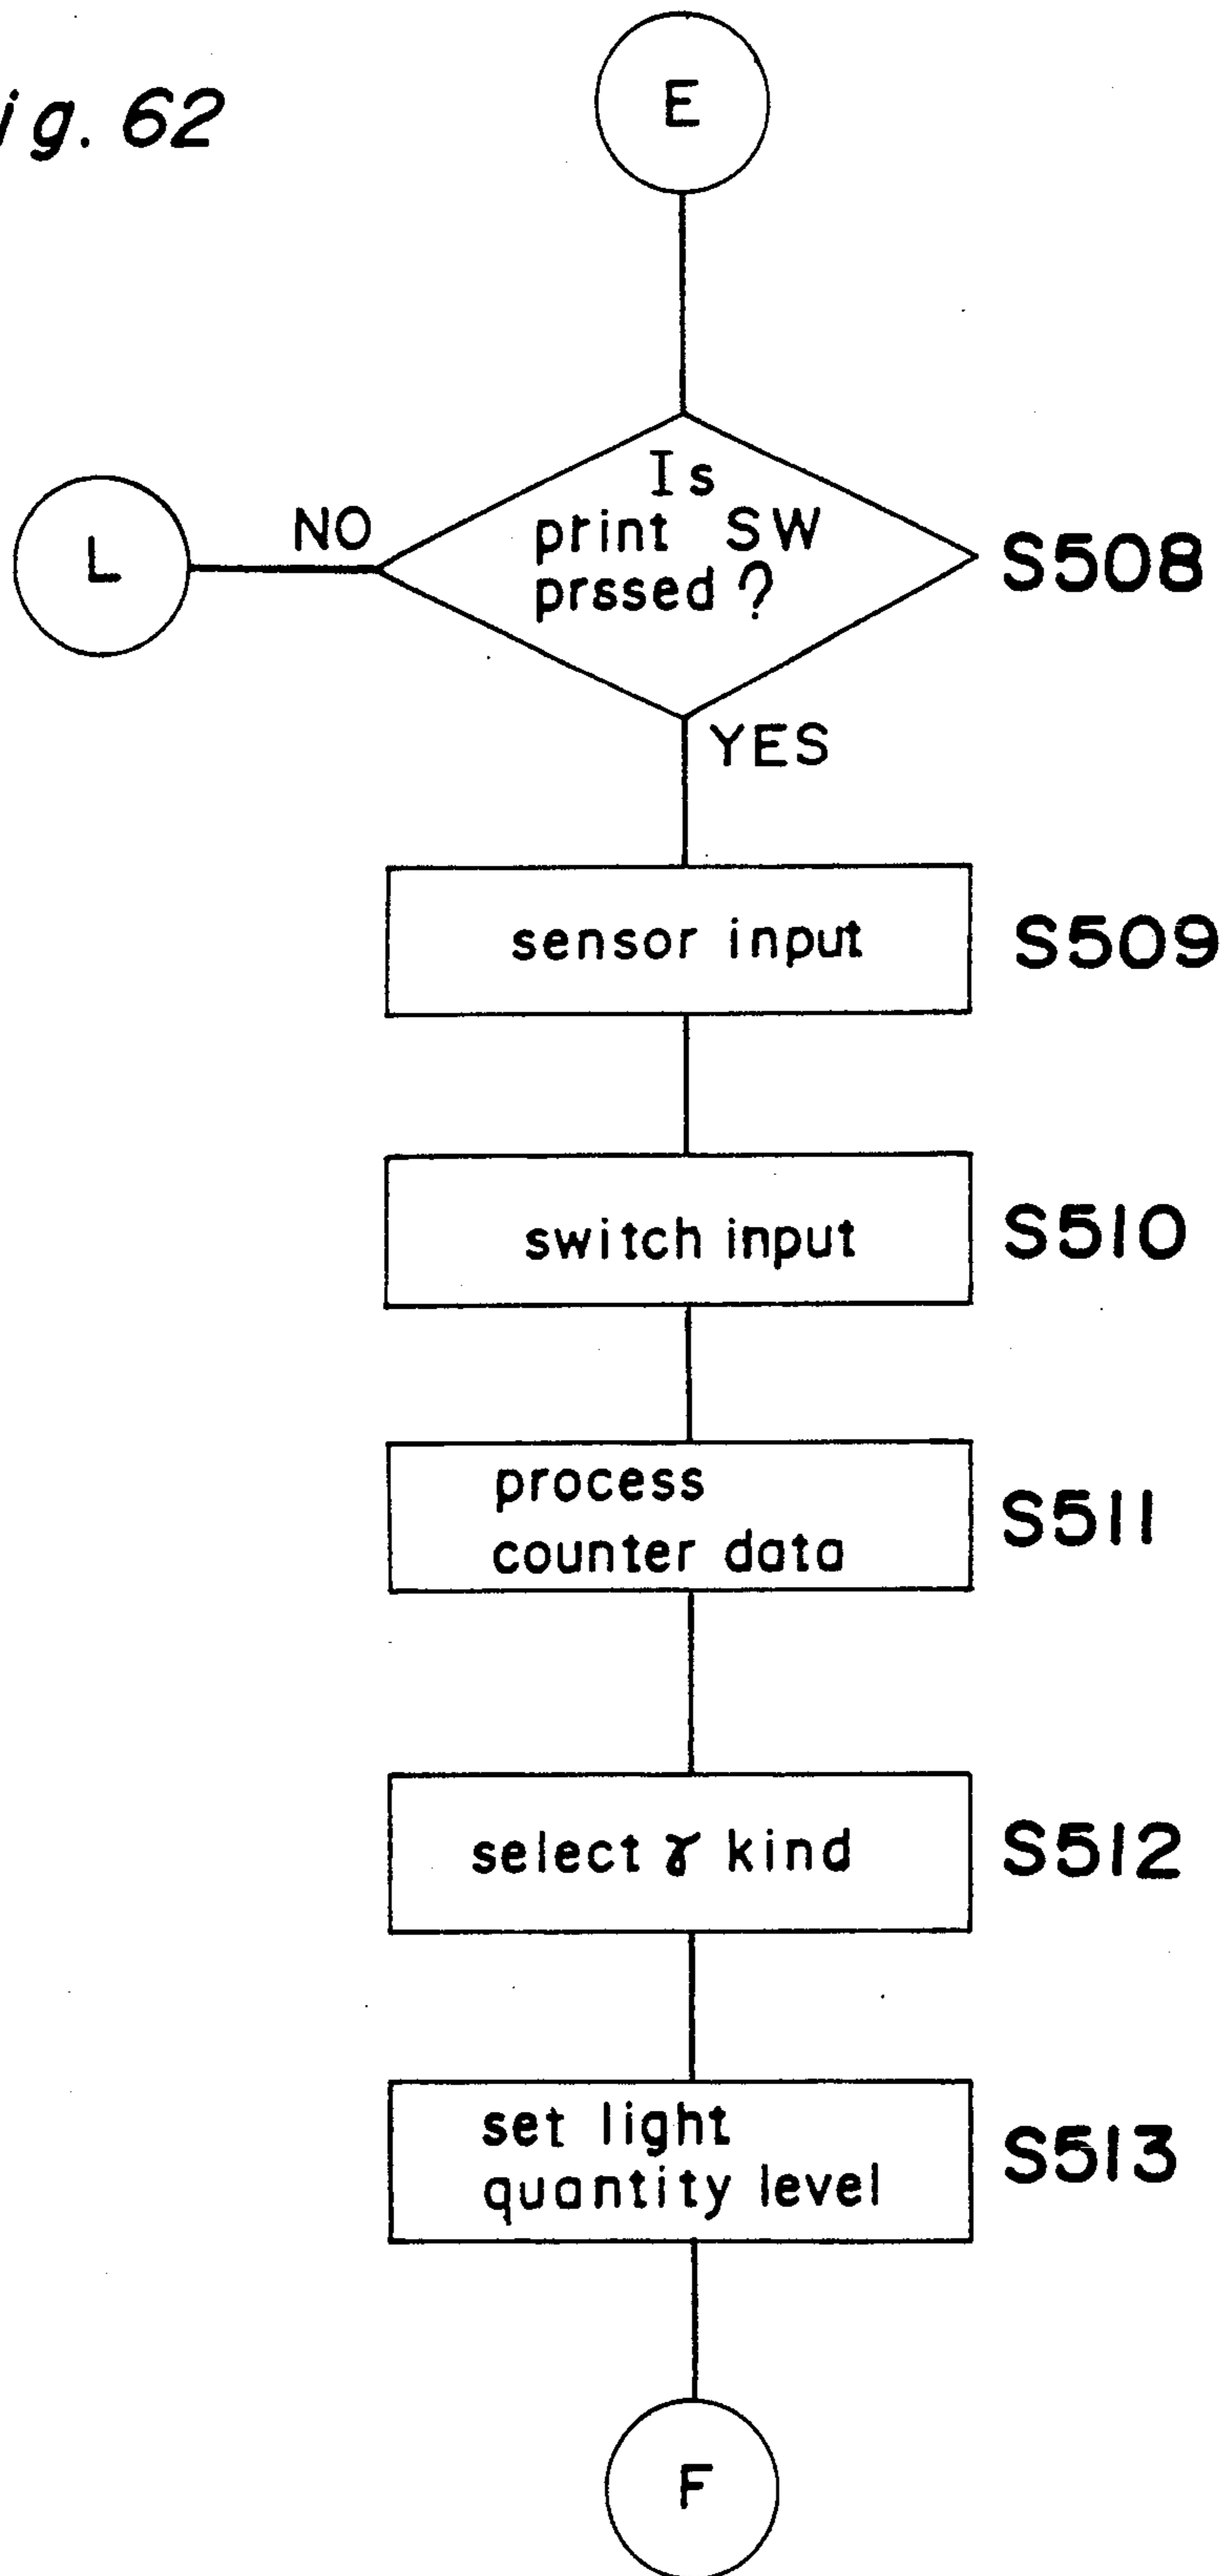 ig. 62
E
Is
print SW
prssed ?
S508
NO
L
YES
sensor input
S509
switch input
S510
process
counter data
S511
select γ kind
S512
set light
quantity level
S513
F